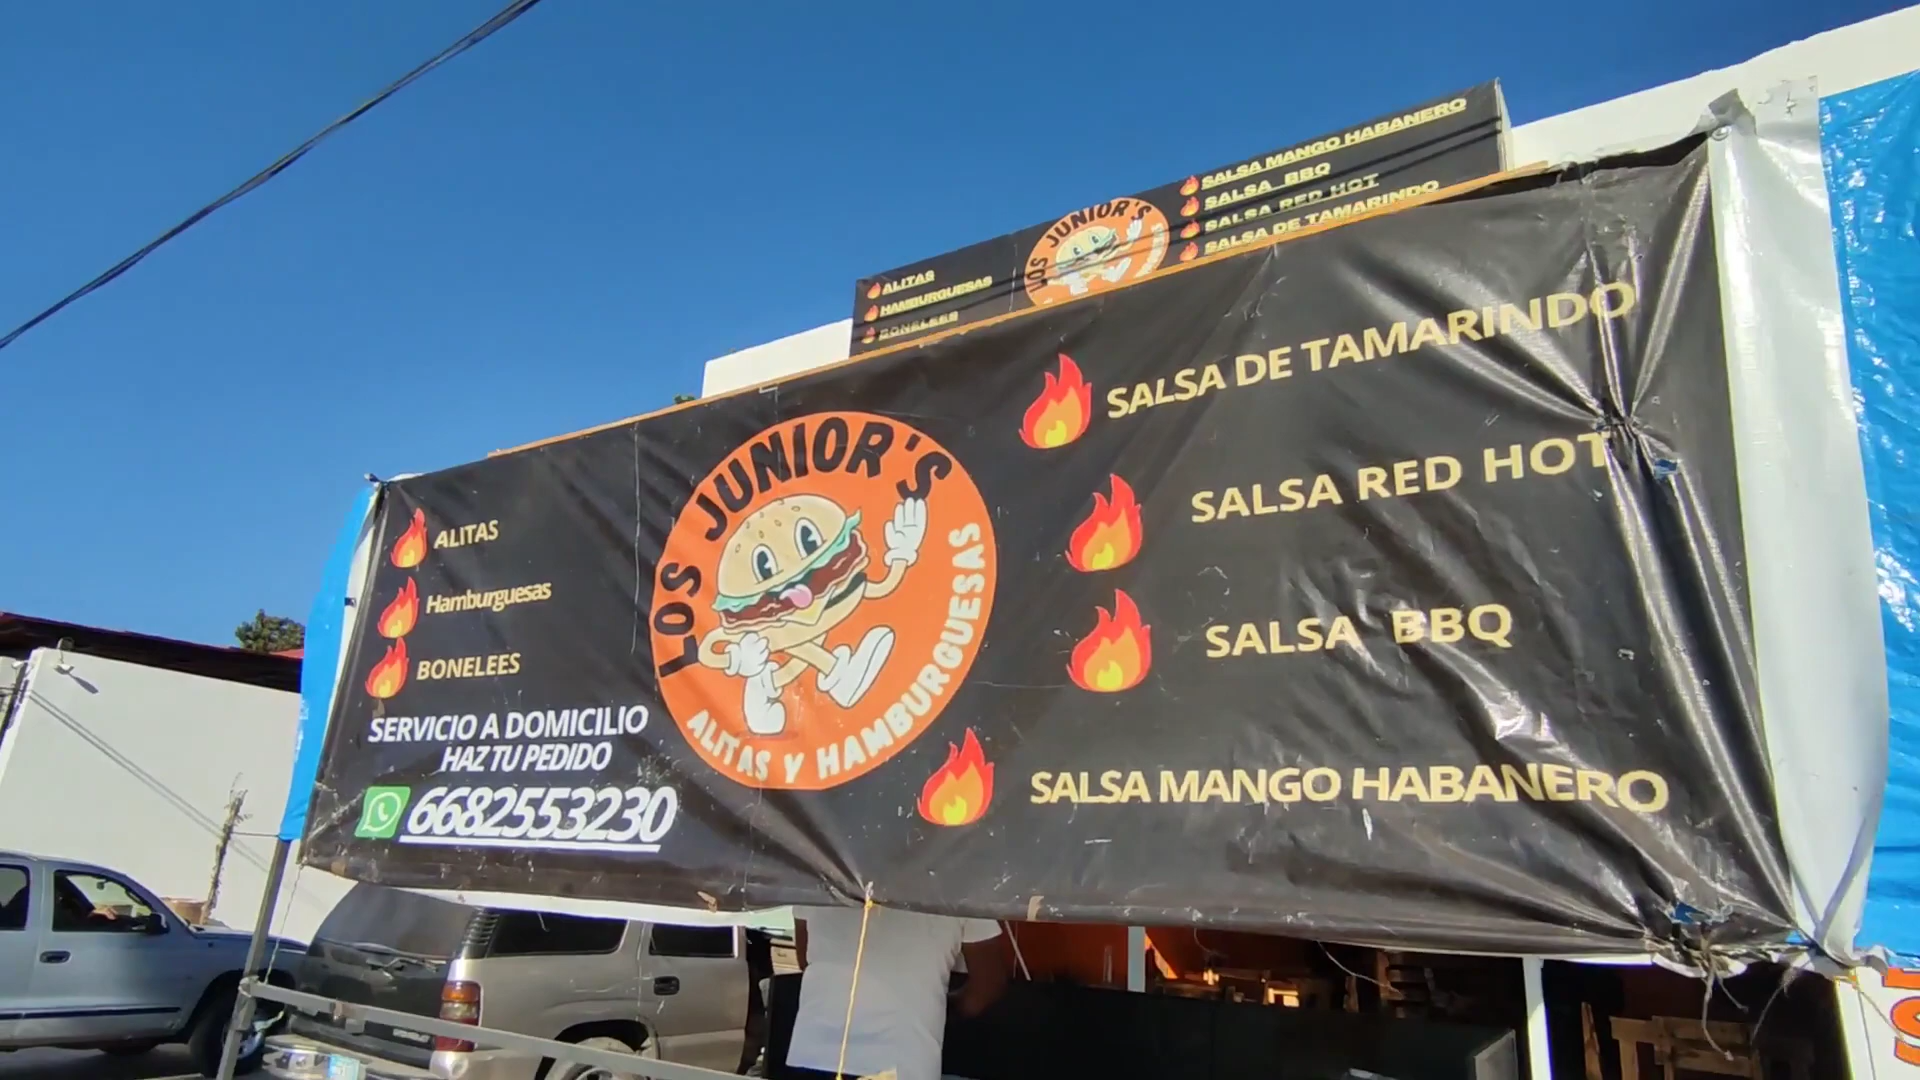 ALITAS
HAMBURGUESAS
BONELEES
LOS JUNIOR'S
SALSA MANGO HABANERO
SALSA BBQ
SALSA RED HOT
SALSA DE TAMARINDO
ALITAS
Hamburguesas
BONELEES
SERVICIO A DOMICILIO
HAZ TU PEDIDO
6682553230
LOS JUNIOR'S
ALITAS Y HAMBURGUESAS
SALSA DE TAMARINDO
SALSA RED HOT
SALSA BBQ
SALSA MANGO HABANERO